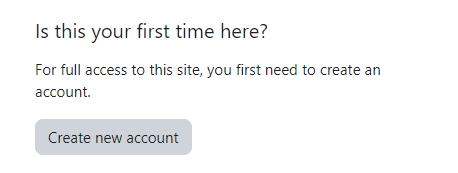 Is this your first time here?
For full access to this site, you first need to create an
account.
Create new account